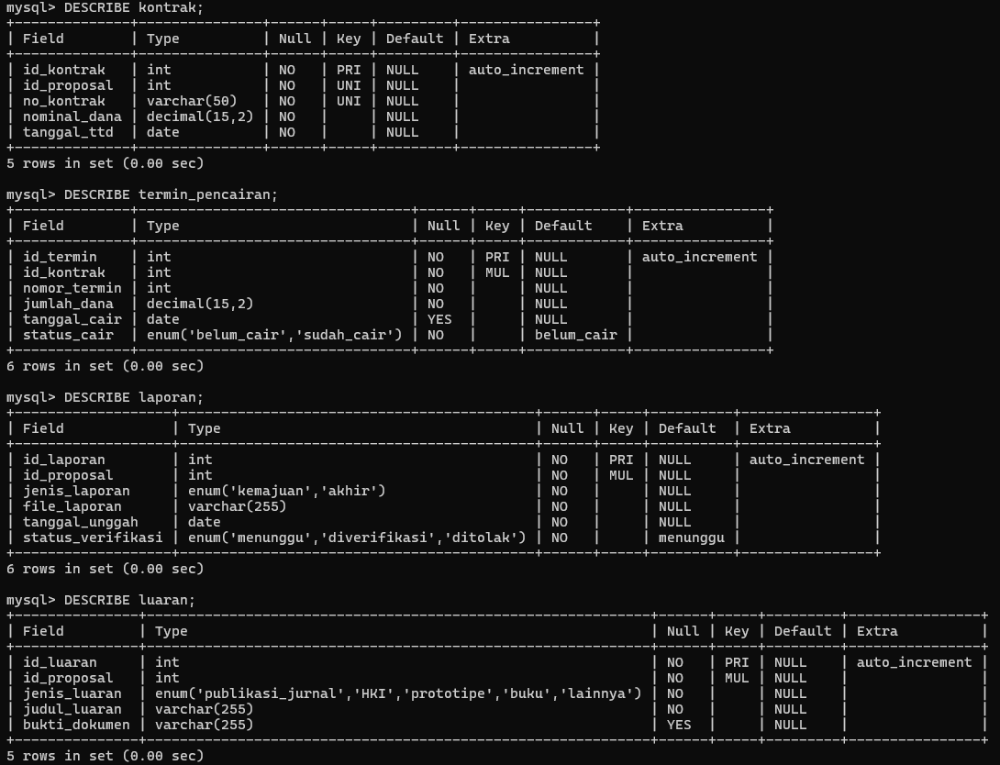 mysql> DESCRIBE kontrak;
+--------------+---------------+------+-----+---------+----------------+
| Field        | Type          | Null | Key | Default | Extra          |
+--------------+---------------+------+-----+---------+----------------+
| id_kontrak   | int           | NO   | PRI | NULL    | auto_increment |
| id_proposal  | int           | NO   | UNI | NULL    |                |
| no_kontrak   | varchar(50)   | NO   | UNI | NULL    |                |
| nominal_dana | decimal(15,2) | NO   |     | NULL    |                |
| tanggal_ttd  | date          | NO   |     | NULL    |                |
+--------------+---------------+------+-----+---------+----------------+
5 rows in set (0.00 sec)

mysql> DESCRIBE termin_pencairan;
+--------------+---------------------------------+------+-----+------------+----------------+
| Field        | Type                            | Null | Key | Default    | Extra          |
+--------------+---------------------------------+------+-----+------------+----------------+
| id_termin    | int                             | NO   | PRI | NULL       | auto_increment |
| id_kontrak   | int                             | NO   | MUL | NULL       |                |
| nomor_termin | int                             | NO   |     | NULL       |                |
| jumlah_dana  | decimal(15,2)                   | NO   |     | NULL       |                |
| tanggal_cair | date                            | YES  |     | NULL       |                |
| status_cair  | enum('belum_cair','sudah_cair') | NO   |     | belum_cair |                |
+--------------+---------------------------------+------+-----+------------+----------------+
6 rows in set (0.00 sec)

mysql> DESCRIBE laporan;
+-------------------+-------------------------------------------+------+-----+----------+----------------+
| Field             | Type                                      | Null | Key | Default  | Extra          |
+-------------------+-------------------------------------------+------+-----+----------+----------------+
| id_laporan        | int                                       | NO   | PRI | NULL     | auto_increment |
| id_proposal       | int                                       | NO   | MUL | NULL     |                |
| jenis_laporan     | enum('kemajuan','akhir')                  | NO   |     | NULL     |                |
| file_laporan      | varchar(255)                              | NO   |     | NULL     |                |
| tanggal_unggah    | date                                      | NO   |     | NULL     |                |
| status_verifikasi | enum('menunggu','diverifikasi','ditolak') | NO   |     | menunggu |                |
+-------------------+-------------------------------------------+------+-----+----------+----------------+
6 rows in set (0.00 sec)

mysql> DESCRIBE luaran;
+---------------+-------------------------------------------------------------+------+-----+---------+----------------+
| Field         | Type                                                        | Null | Key | Default | Extra          |
+---------------+-------------------------------------------------------------+------+-----+---------+----------------+
| id_luaran     | int                                                         | NO   | PRI | NULL    | auto_increment |
| id_proposal   | int                                                         | NO   | MUL | NULL    |                |
| jenis_luaran  | enum('publikasi_jurnal','HKI','prototipe','buku','lainnya') | NO   |     | NULL    |                |
| judul_luaran  | varchar(255)                                                | NO   |     | NULL    |                |
| bukti_dokumen | varchar(255)                                                | YES  |     | NULL    |                |
+---------------+-------------------------------------------------------------+------+-----+---------+----------------+
5 rows in set (0.00 sec)